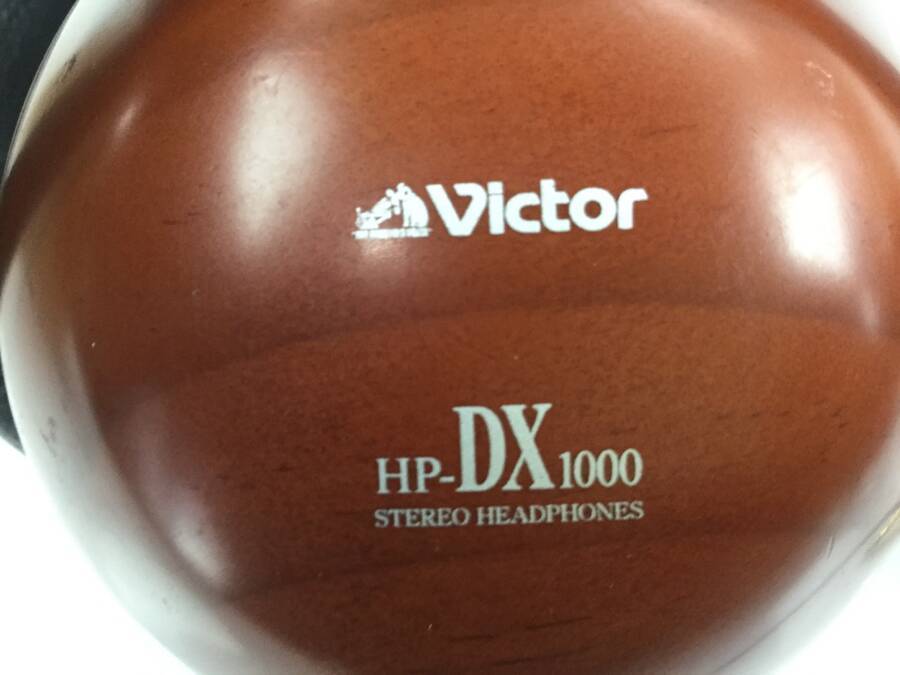 Victor
HP-DX1000
STEREO HEADPHONES